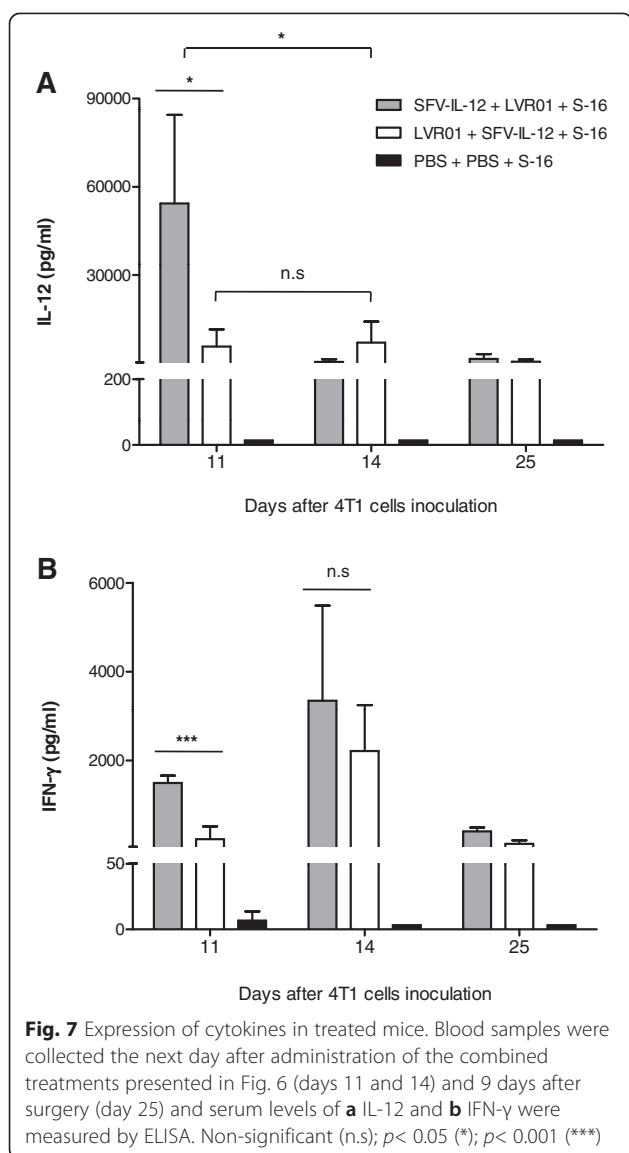 *
A
*
90000
60000
30000
200
0
IL-12 (pg/ml)
SFV-IL-12 + LVR01 + S-16
LVR01 + SFV-IL-12 + S-16
PBS + PBS + S-16
n.s
11 14 25
Days after 4T1 cells inoculation
B
6000
4000
2000
50
0
IFN-γ (pg/ml)
n.s
***
11 14 25
Days after 4T1 cells inoculation
Fig. 7 Expression of cytokines in treated mice. Blood samples were
collected the next day after administration of the combined
treatments presented in Fig. 6 (days 11 and 14) and 9 days after
surgery (day 25) and serum levels of a IL-12 and b IFN-γ were
measured by ELISA. Non-significant (n.s); p< 0.05 (*); p< 0.001 (***)